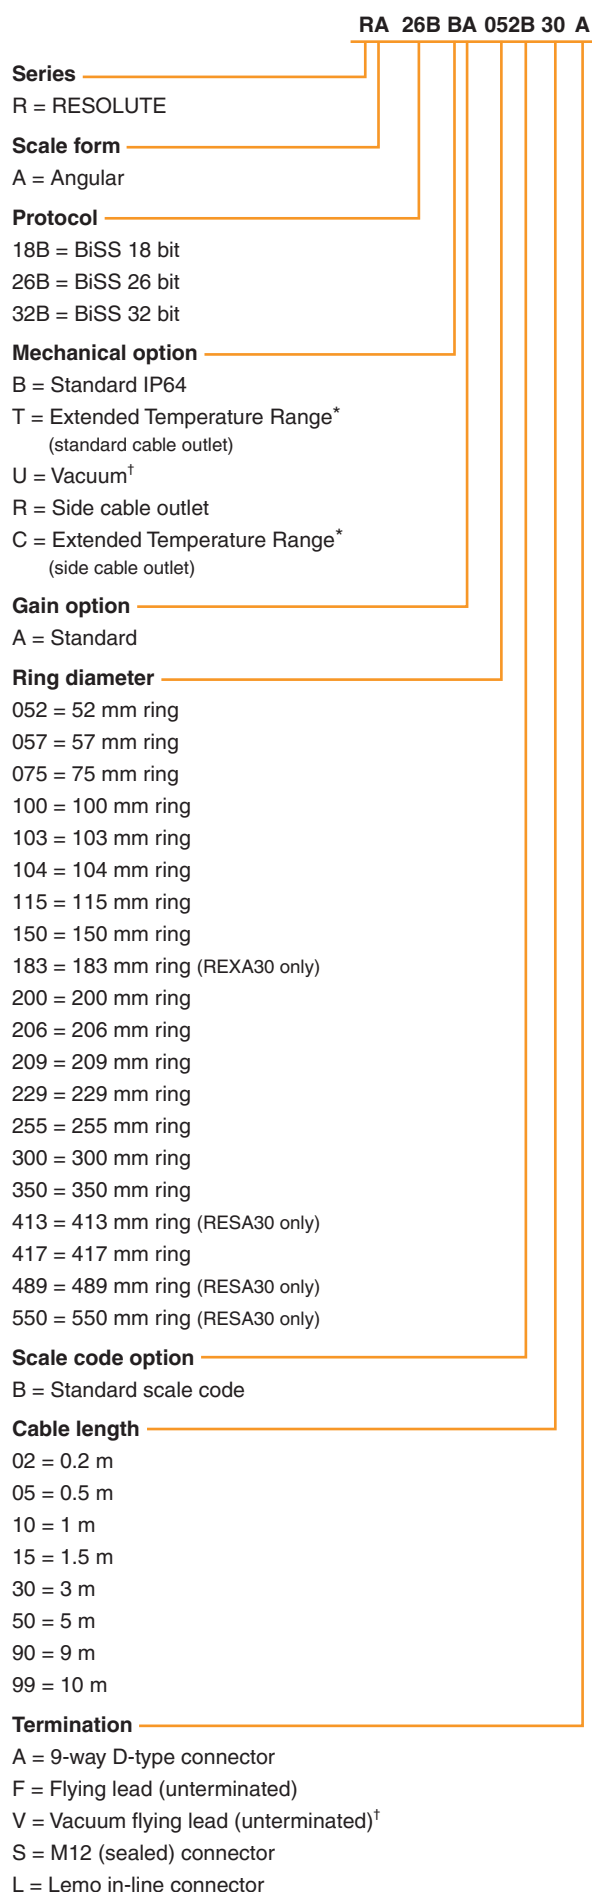 RA 26B BA 052B 30 A
Series
R = RESOLUTE
Scale form
A = Angular
Protocol
18B = BiSS 18 bit
26B = BiSS 26 bit
32B = BiSS 32 bit
Mechanical option
B = Standard IP64
T = Extended Temperature Range*
(standard cable outlet)
U = Vacuum†
R = Side cable outlet
C = Extended Temperature Range*
(side cable outlet)
Gain option
A = Standard
Ring diameter
052 = 52 mm ring
057 = 57 mm ring
075 = 75 mm ring
100 = 100 mm ring
103 = 103 mm ring
104 = 104 mm ring
115 = 115 mm ring
150 = 150 mm ring
183 = 183 mm ring (REXA30 only)
200 = 200 mm ring
206 = 206 mm ring
209 = 209 mm ring
229 = 229 mm ring
255 = 255 mm ring
300 = 300 mm ring
350 = 350 mm ring
413 = 413 mm ring (RESA30 only)
417 = 417 mm ring
489 = 489 mm ring (RESA30 only)
550 = 550 mm ring (RESA30 only)
Scale code option
B = Standard scale code
Cable length
02 = 0.2 m
05 = 0.5 m
10 = 1 m
15 = 1.5 m
30 = 3 m
50 = 5 m
90 = 9 m
99 = 10 m
Termination
A = 9-way D-type connector
F = Flying lead (unterminated)
V = Vacuum flying lead (unterminated)†
S = M12 (sealed) connector
L = Lemo in-line connector